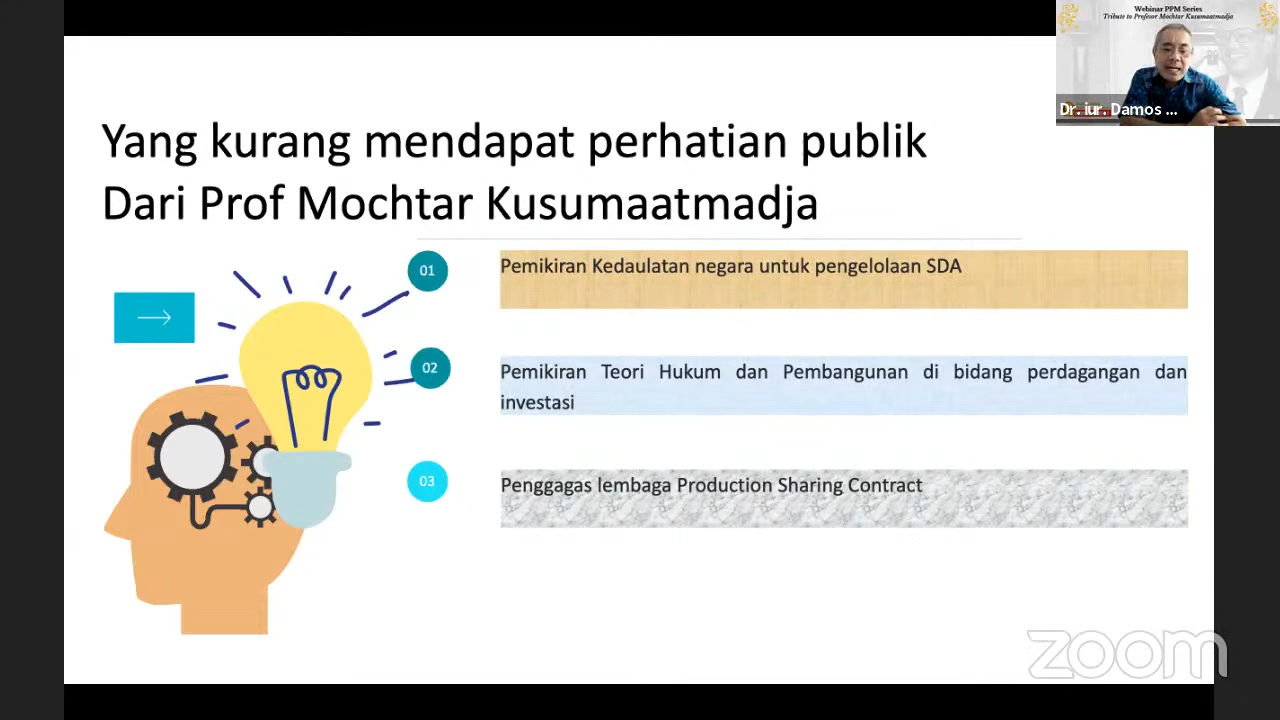 Webinar PPM Series
Tribute to Profesor Mochtar Kusumaatmadja
Dr. iur. Damos ...
Yang kurang mendapat perhatian publik
Dari Prof Mochtar Kusumaatmadja
01
Pemikiran Kedaulatan negara untuk pengelolaan SDA
02
Pemikiran Teori Hukum dan Pembangunan di bidang perdagangan dan
investasi
03
Penggagas lembaga Production Sharing Contract
zoom